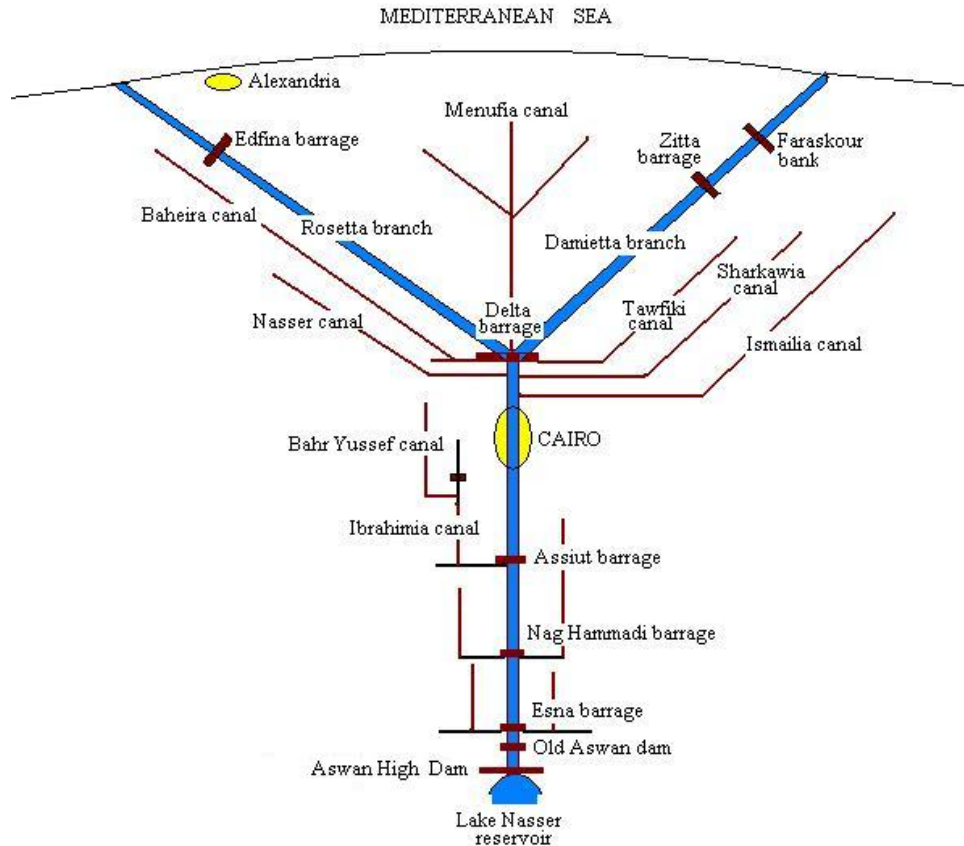 MEDITERRANEAN SEA
Alexandria
Menufia canal
Edfina barrage
Zitta
barrage
Faraskour
bank
Baheira canal
Rosetta branch
Damietta branch
Sharkawia
canal
Nasser canal
Delta
barrage
Tawfiki
canal
Ismailia canal
Bahr Yussef canal
CAIRO
Ibrahimia canal
Assiut barrage
Nag Hammadi barrage
Esna barrage
Old Aswan dam
Aswan High Dam
Lake Nasser
reservoir